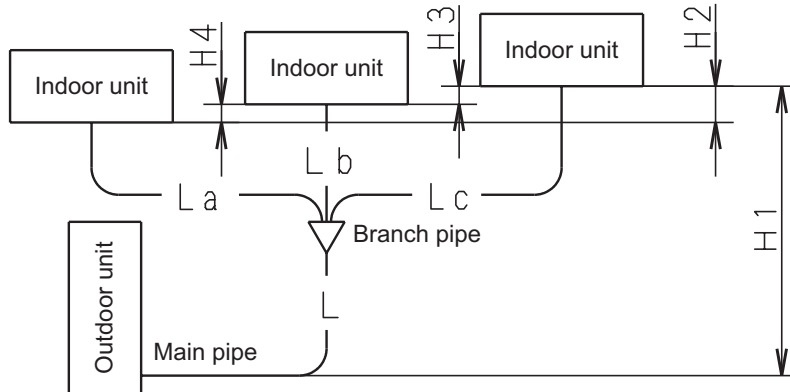 H4
H3
H2
Indoor unit
Indoor unit
Indoor unit
Lb
La
Lc
Branch pipe
H1
Outdoor unit
L
Main pipe